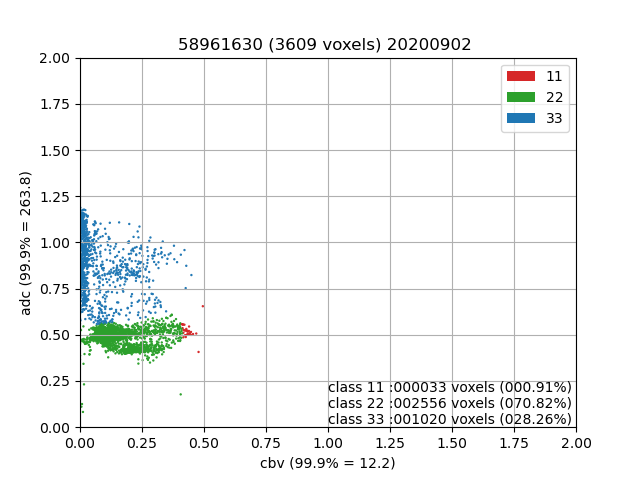 58961630 (3609 voxels) 20200902
2.00
1.75
1.50
1.25
1.00
0.75
0.50
0.25
0.00
adc (99.9% = 263.8)
11
22
33
class 11 :000033 voxels (000.91%)
class 22 :002556 voxels (070.82%)
class 33 :001020 voxels (028.26%)
0.00 0.25 0.50 0.75 1.00 1.25 1.50 1.75 2.00
cbv (99.9% = 12.2)